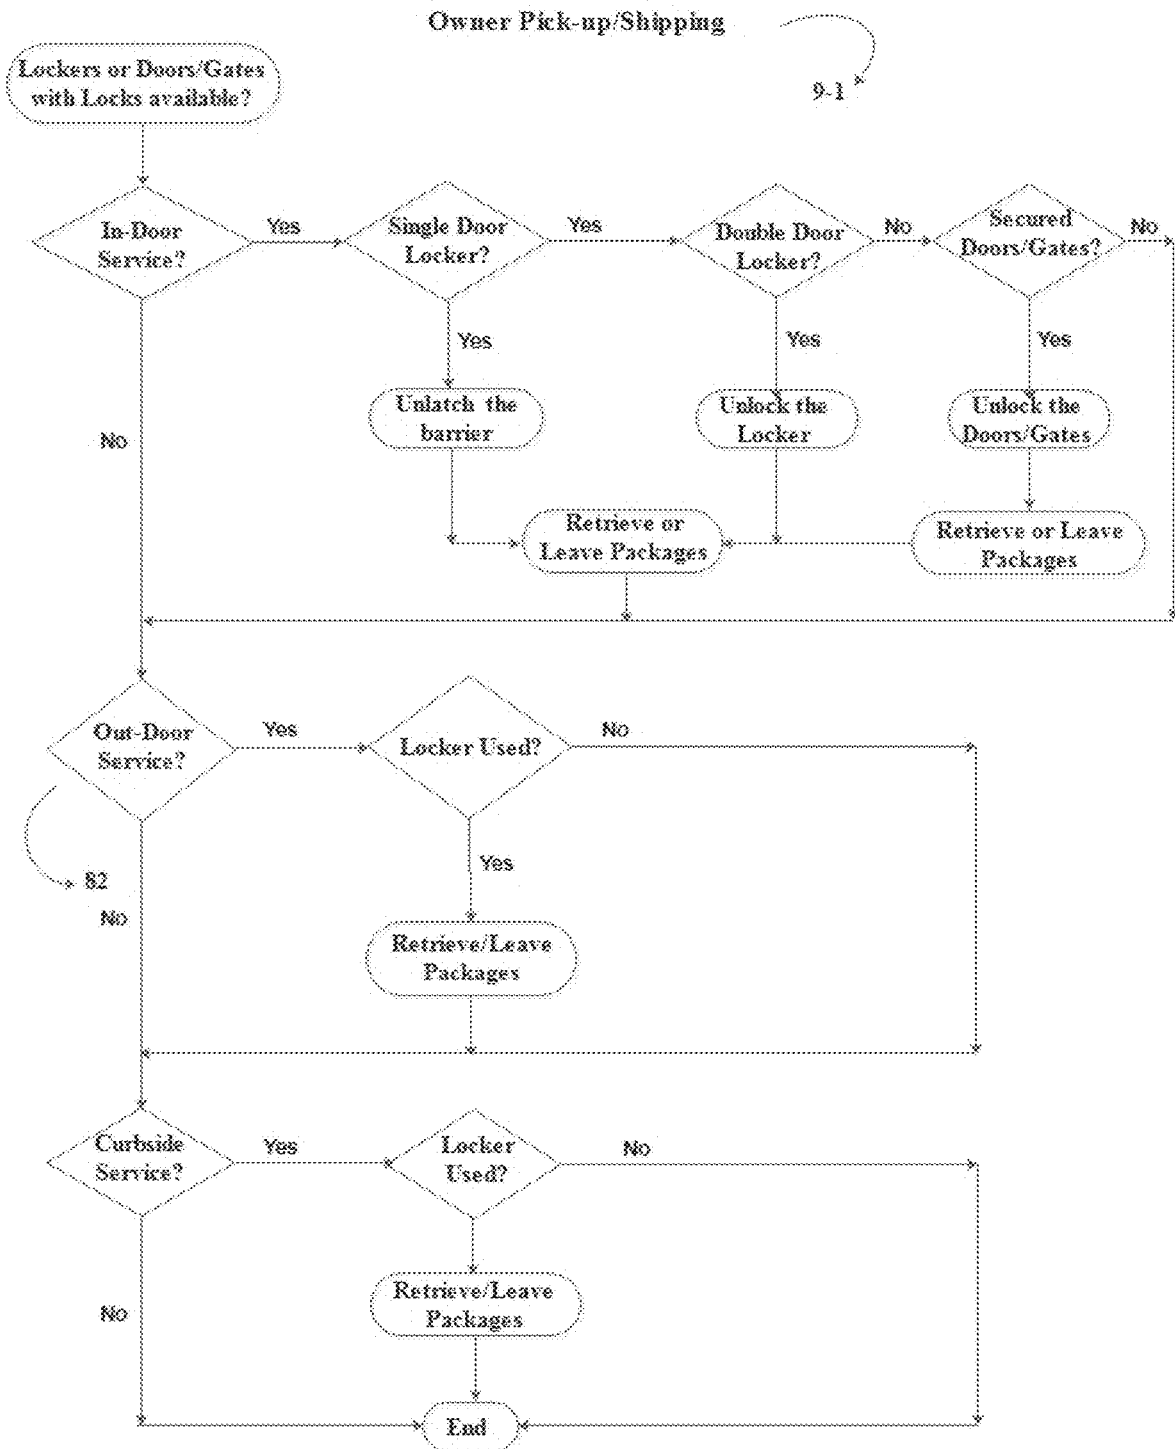 Owner Pick-up/Shipping
9-1
Lockers or Doors/Gates
with Locks available?
In-Door
Service?
Yes
Single Door
Locker?
Yes
Double Door
Locker?
No
Secured
Doors/Gates?
No
Yes
Yes
Yes
Unlatch the
barrier
Unlock the
Locker
Unlock the
Doors/Gates
No
Retrieve or
Leave Packages
Retrieve or Leave
Packages
Out-Door
Service?
Yes
Locker Used?
No
82
No
Yes
Retrieve/Leave
Packages
Curbside
Service?
Yes
Locker
Used?
No
No
Retrieve/Leave
Packages
End